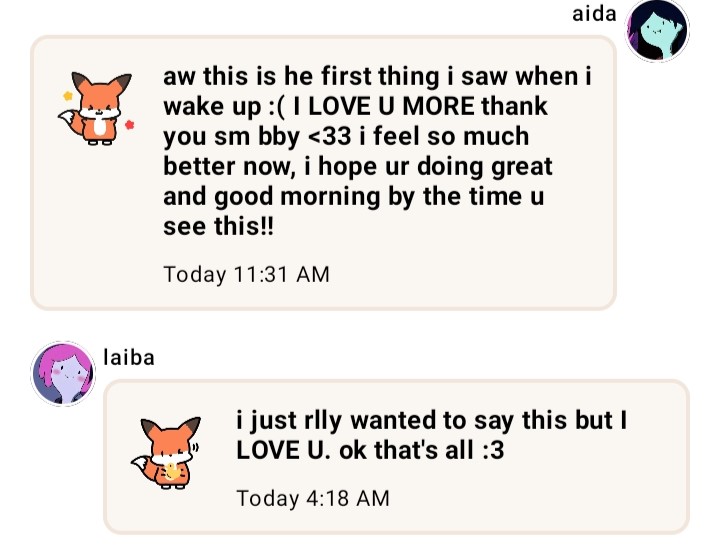 aida
aw this is he first thing i saw when i
wake up :( I LOVE U MORE thank
you sm bby <33 i feel so much
better now, i hope ur doing great
and good morning by the time u
see this!!
Today 11:31 AM
laiba
i just rlly wanted to say this but I
LOVE U. ok that's all :3
Today 4:18 AM